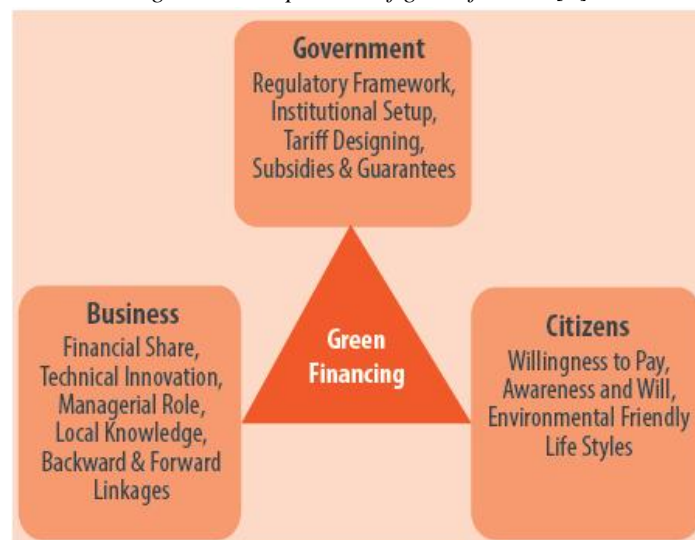 Government
Regulatory Framework,
Institutional Setup,
Tariff Designing,
Subsidies & Guarantees
Business
Financial Share,
Technical Innovation,
Managerial Role,
Local Knowledge,
Backward & Forward
Linkages
Green
Financing
Citizens
Willingness to Pay,
Awareness and Will,
Environmental Friendly
Life Styles